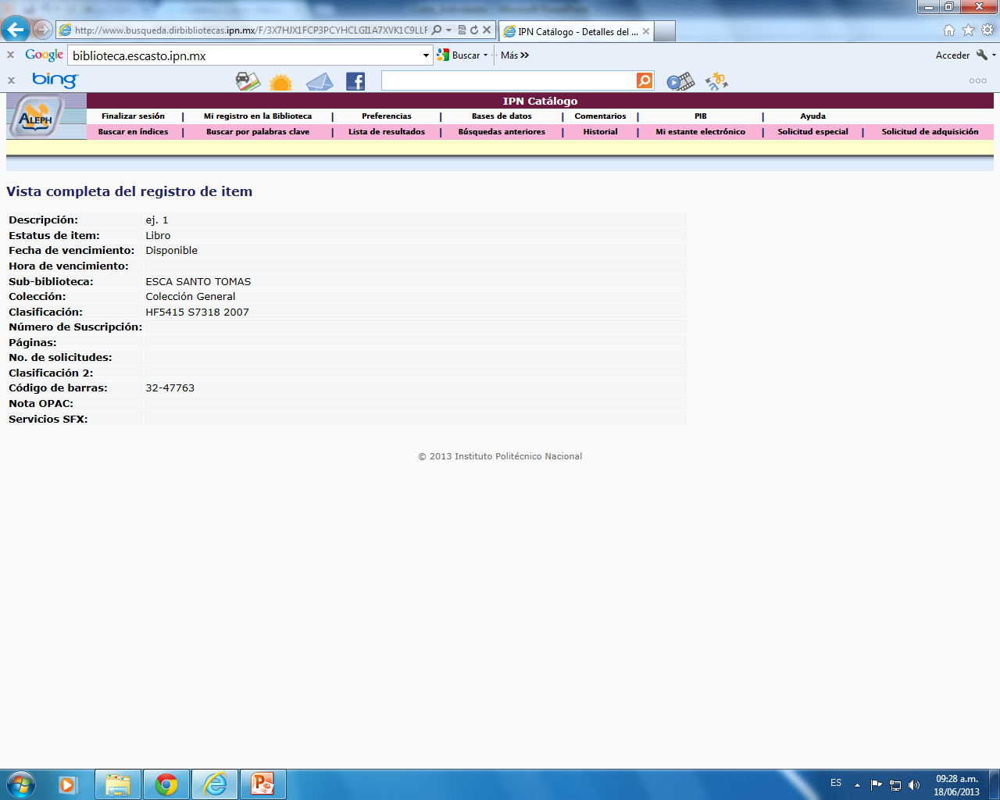 http://www.busqueda.dirbibliotecas.ipn.mx/F/3X7HJX1FCP3PCYHCLGI1A7XVK1C9LLF
IPN Catálogo - Detalles del ...
x Google biblioteca.escasto.ipn.mx Buscar Más Acceder
x bing
ALEPH
IPN Catálogo
Finalizar sesión | Mi registro en la Biblioteca | Preferencias | Bases de datos | Comentarios | PIB | Ayuda
Buscar en índices | Buscar por palabras clave | Lista de resultados | Búsquedas anteriores | Historial | Mi estante electrónico | Solicitud especial | Solicitud de adquisición
Vista completa del registro de item
Descripción: ej. 1
Estatus de item: Libro
Fecha de vencimiento: Disponible
Hora de vencimiento:
Sub-biblioteca: ESCA SANTO TOMAS
Colección: Colección General
Clasificación: HF5415 S7318 2007
Número de Suscripción:
Páginas:
No. de solicitudes:
Clasificación 2:
Código de barras: 32-47763
Nota OPAC:
Servicios SFX:
© 2013 Instituto Politécnico Nacional
ES
09:28 a.m.
18/06/2013